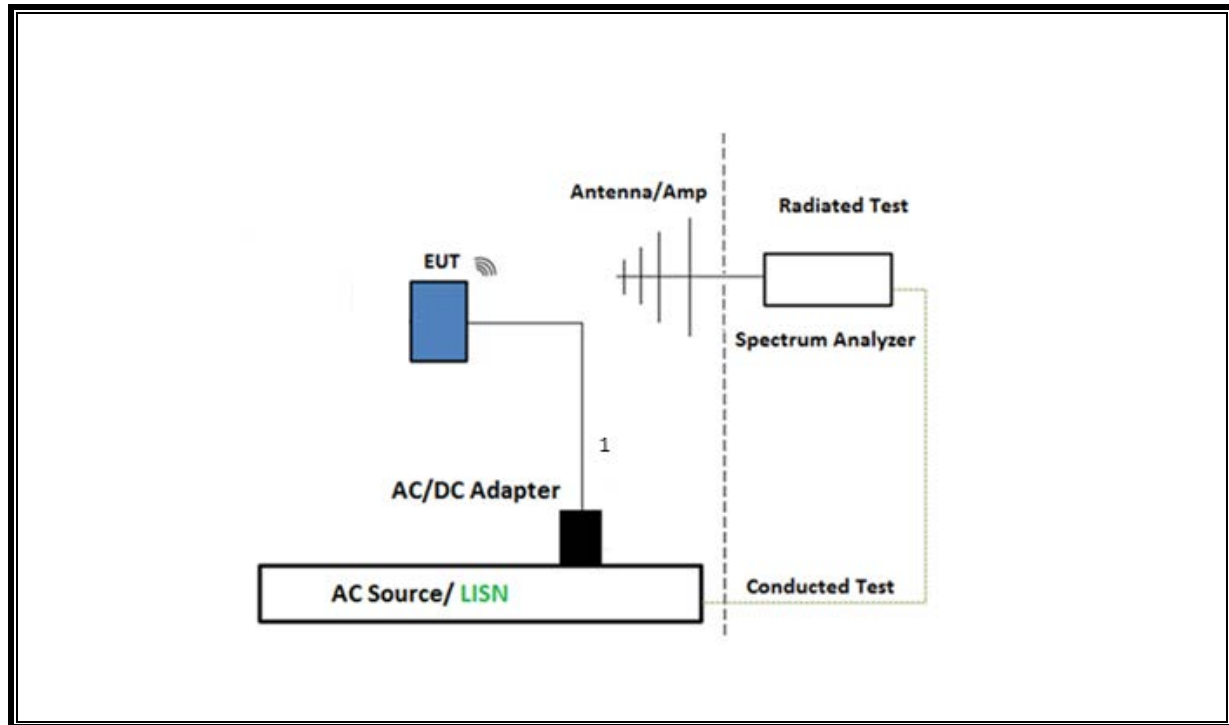 Antenna/Amp
Radiated Test
EUT
Spectrum Analyzer
1
AC/DC Adapter
AC Source/ LISN
Conducted Test